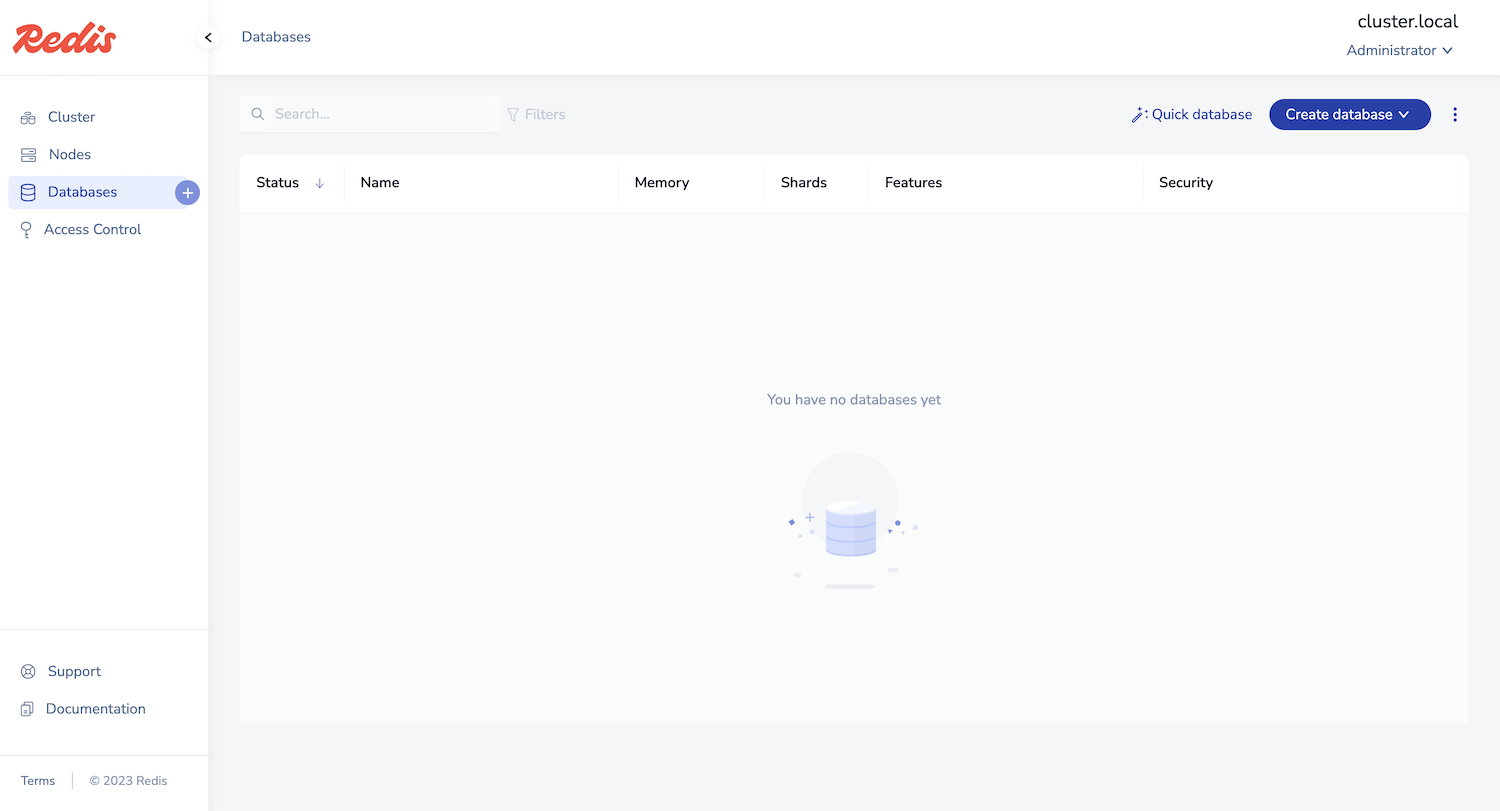 Redis
Databases
cluster.local
Administrator
Cluster
Nodes
Databases
Access Control
Search...
Filters
Quick database
Create database
Status
Name
Memory
Shards
Features
Security
You have no databases yet
Support
Documentation
Terms
© 2023 Redis